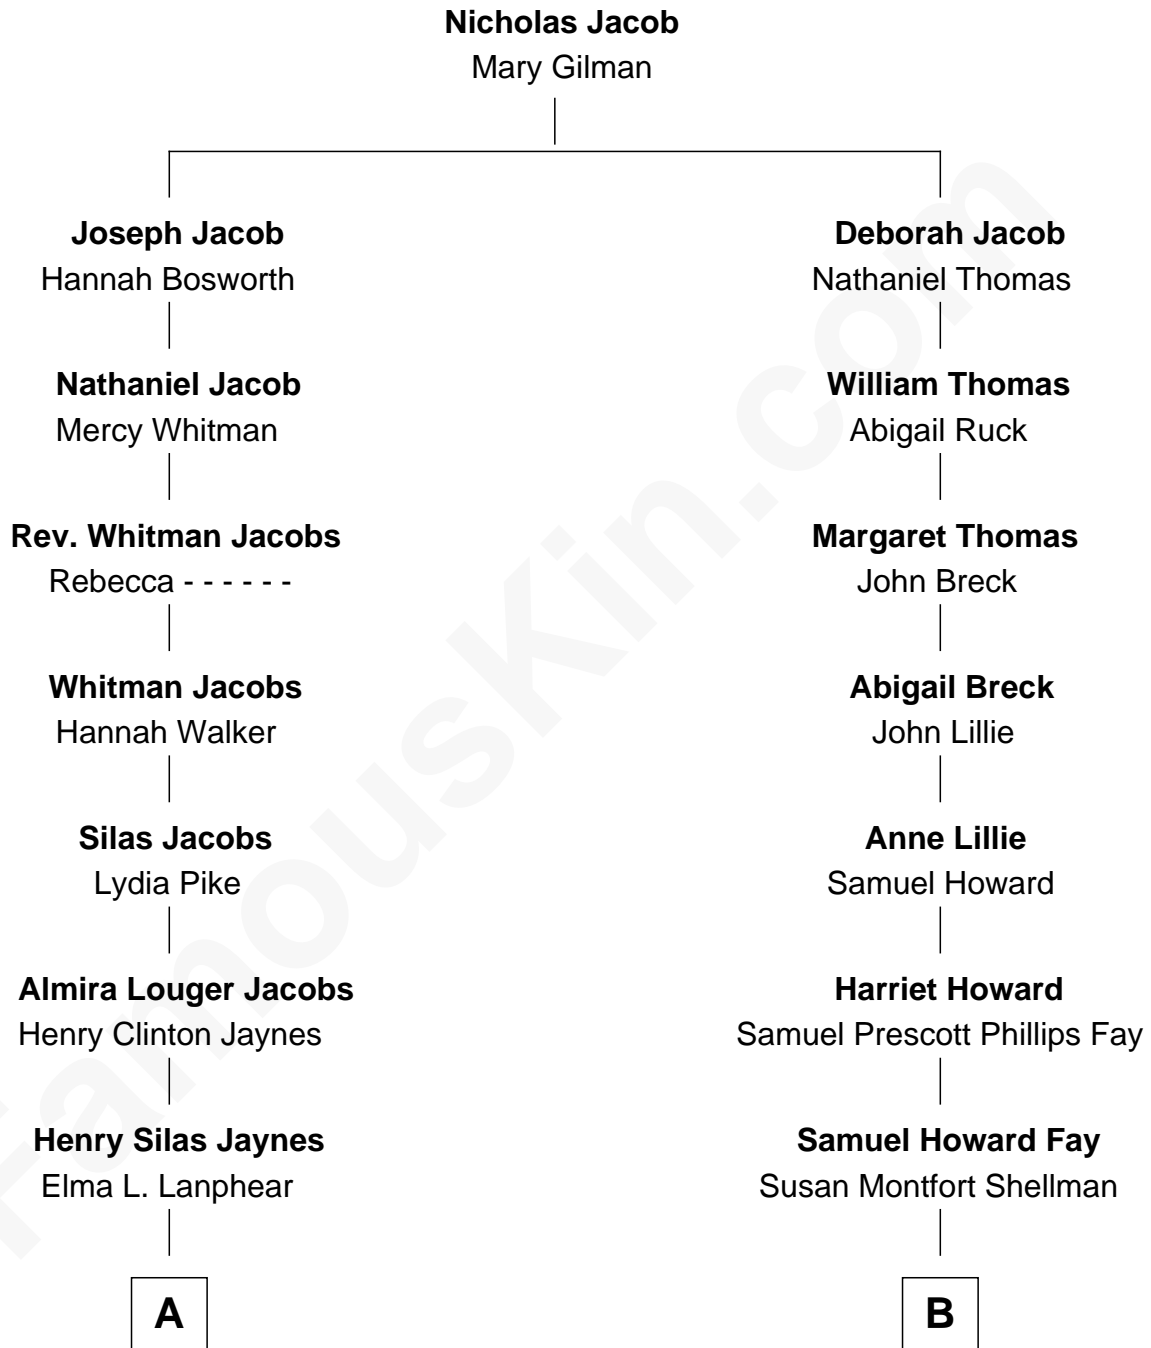 Nicholas Jacob
Mary Gilman
Joseph Jacob
Hannah Bosworth
Nathaniel Jacob
Mercy Whitman
Rev. Whitman Jacobs
Rebecca - - - - - -
Whitman Jacobs
Hannah Walker
Silas Jacobs
Lydia Pike
Almira Louger Jacobs
Henry Clinton Jaynes
Henry Silas Jaynes
Elma L. Lanphear
A
Deborah Jacob
Nathaniel Thomas
William Thomas
Abigail Ruck
Margaret Thomas
John Breck
Abigail Breck
John Lillie
Anne Lillie
Samuel Howard
Harriet Howard
Samuel Prescott Phillips Fay
Samuel Howard Fay
Susan Montfort Shellman
B
FamousKin.com